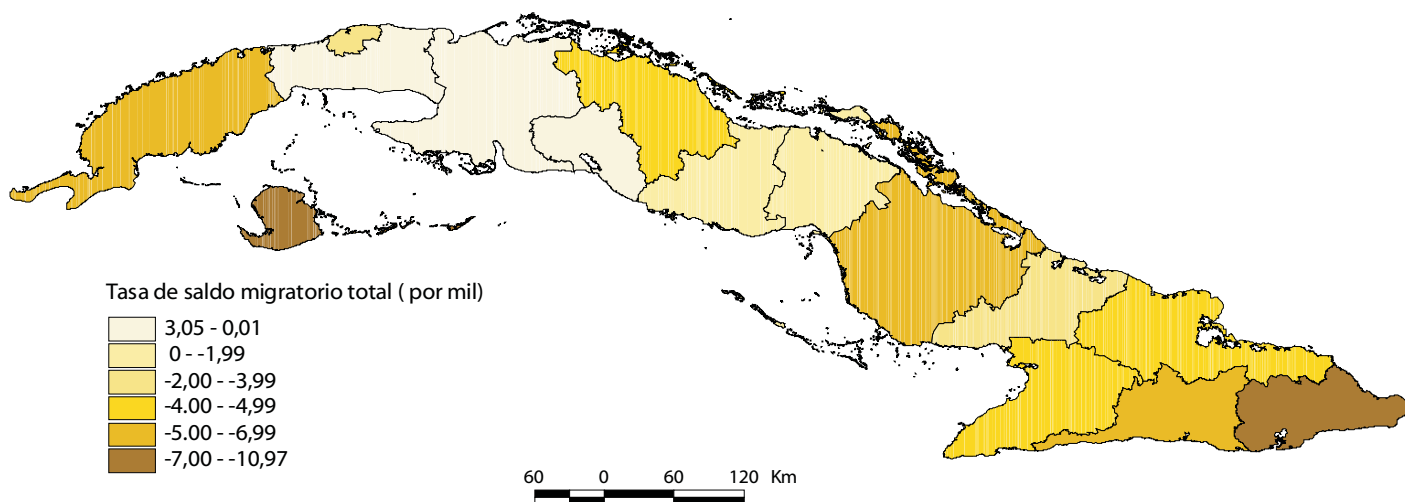 Tasa de saldo migratorio total ( por mil)
3,05 - 0,01
0 - -1,99
-2,00 - -3,99
-4.00 - -4,99
-5.00 - -6,99
-7,00 - -10,97
60 0 60 120 Km